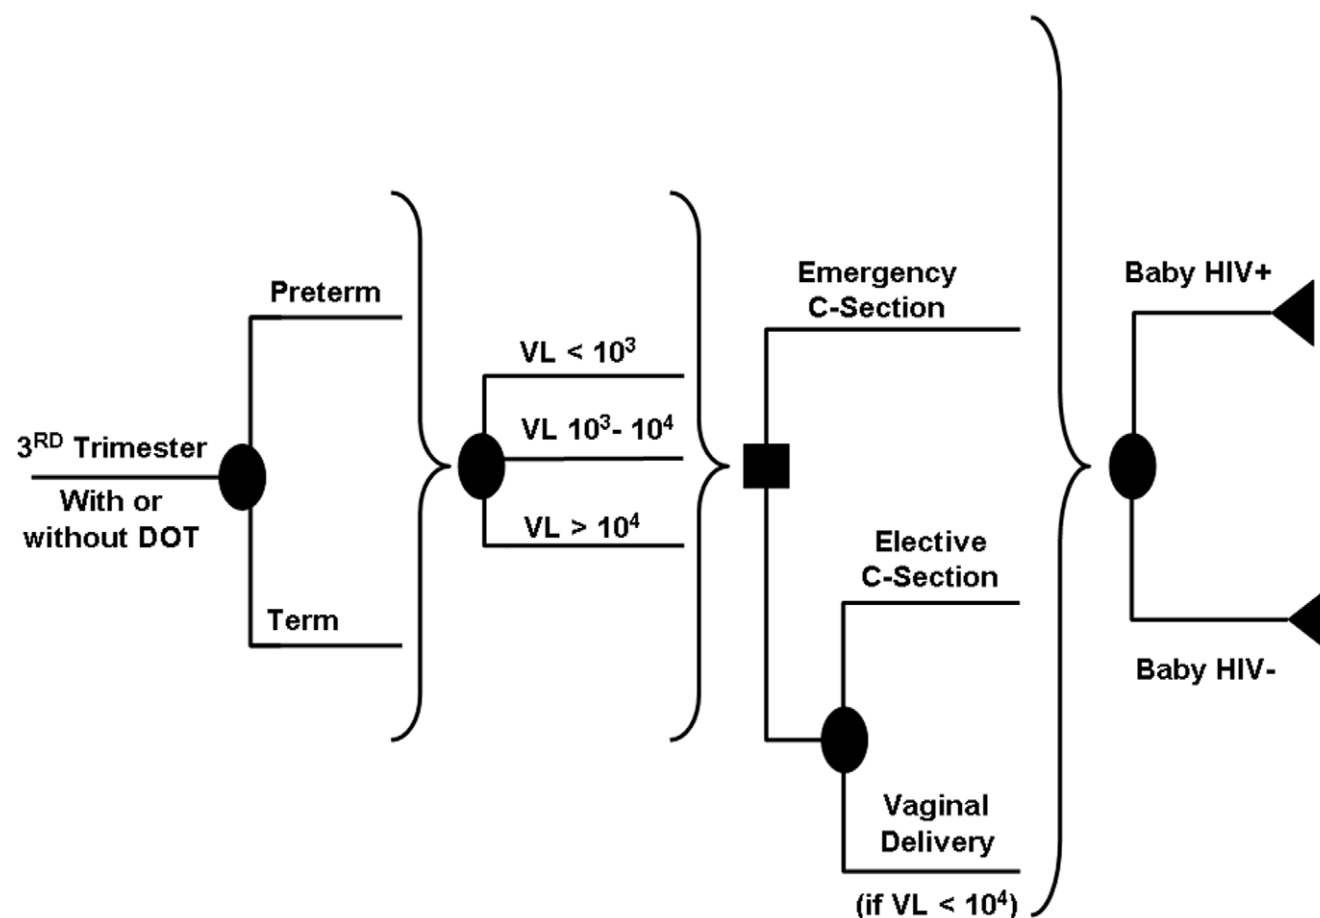 3ᴿᴰ Trimester
With or
without DOT
Preterm
Term
VL < 10³
VL 10³- 10⁴
VL > 10⁴
Emergency
C-Section
Elective
C-Section
Vaginal
Delivery
(if VL < 10⁴)
Baby HIV+
Baby HIV-